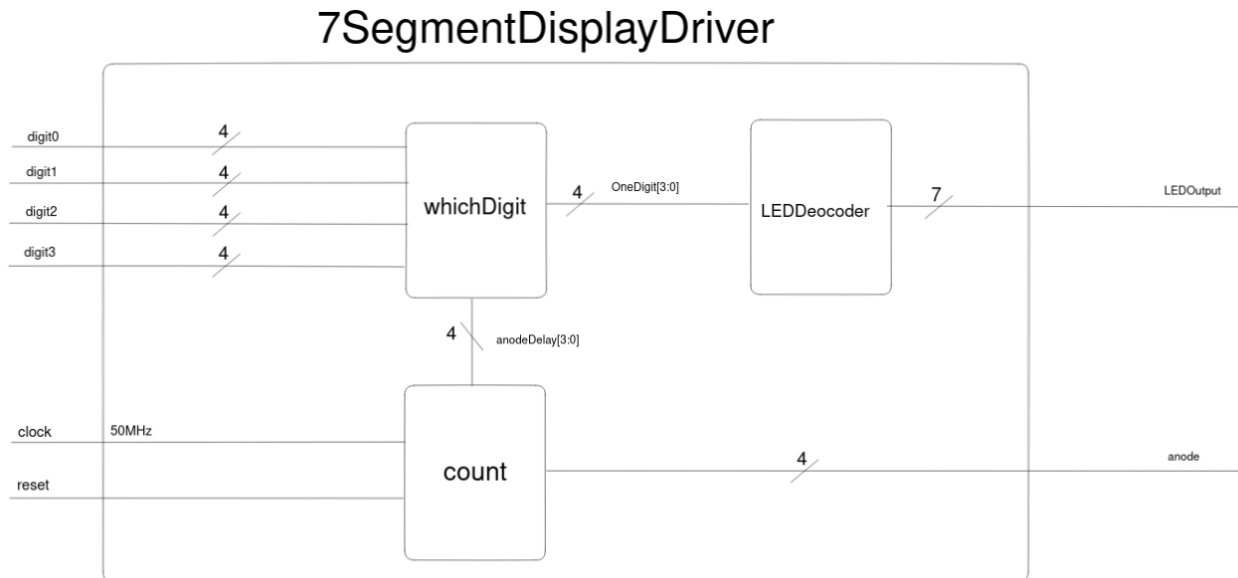 7SegmentDisplayDriver
digit0
4
digit1
4
digit2
4
digit3
4
whichDigit
4
OneDigit[3:0]
LEDDeocoder
7
LEDOutput
4
anodeDelay[3:0]
clock
50MHz
reset
count
4
anode